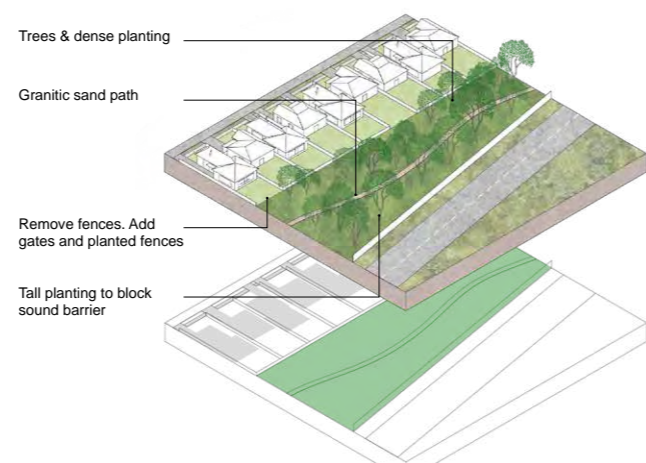 Trees & dense planting
Granitic sand path
Remove fences. Add
gates and planted fences
Tall planting to block
sound barrier